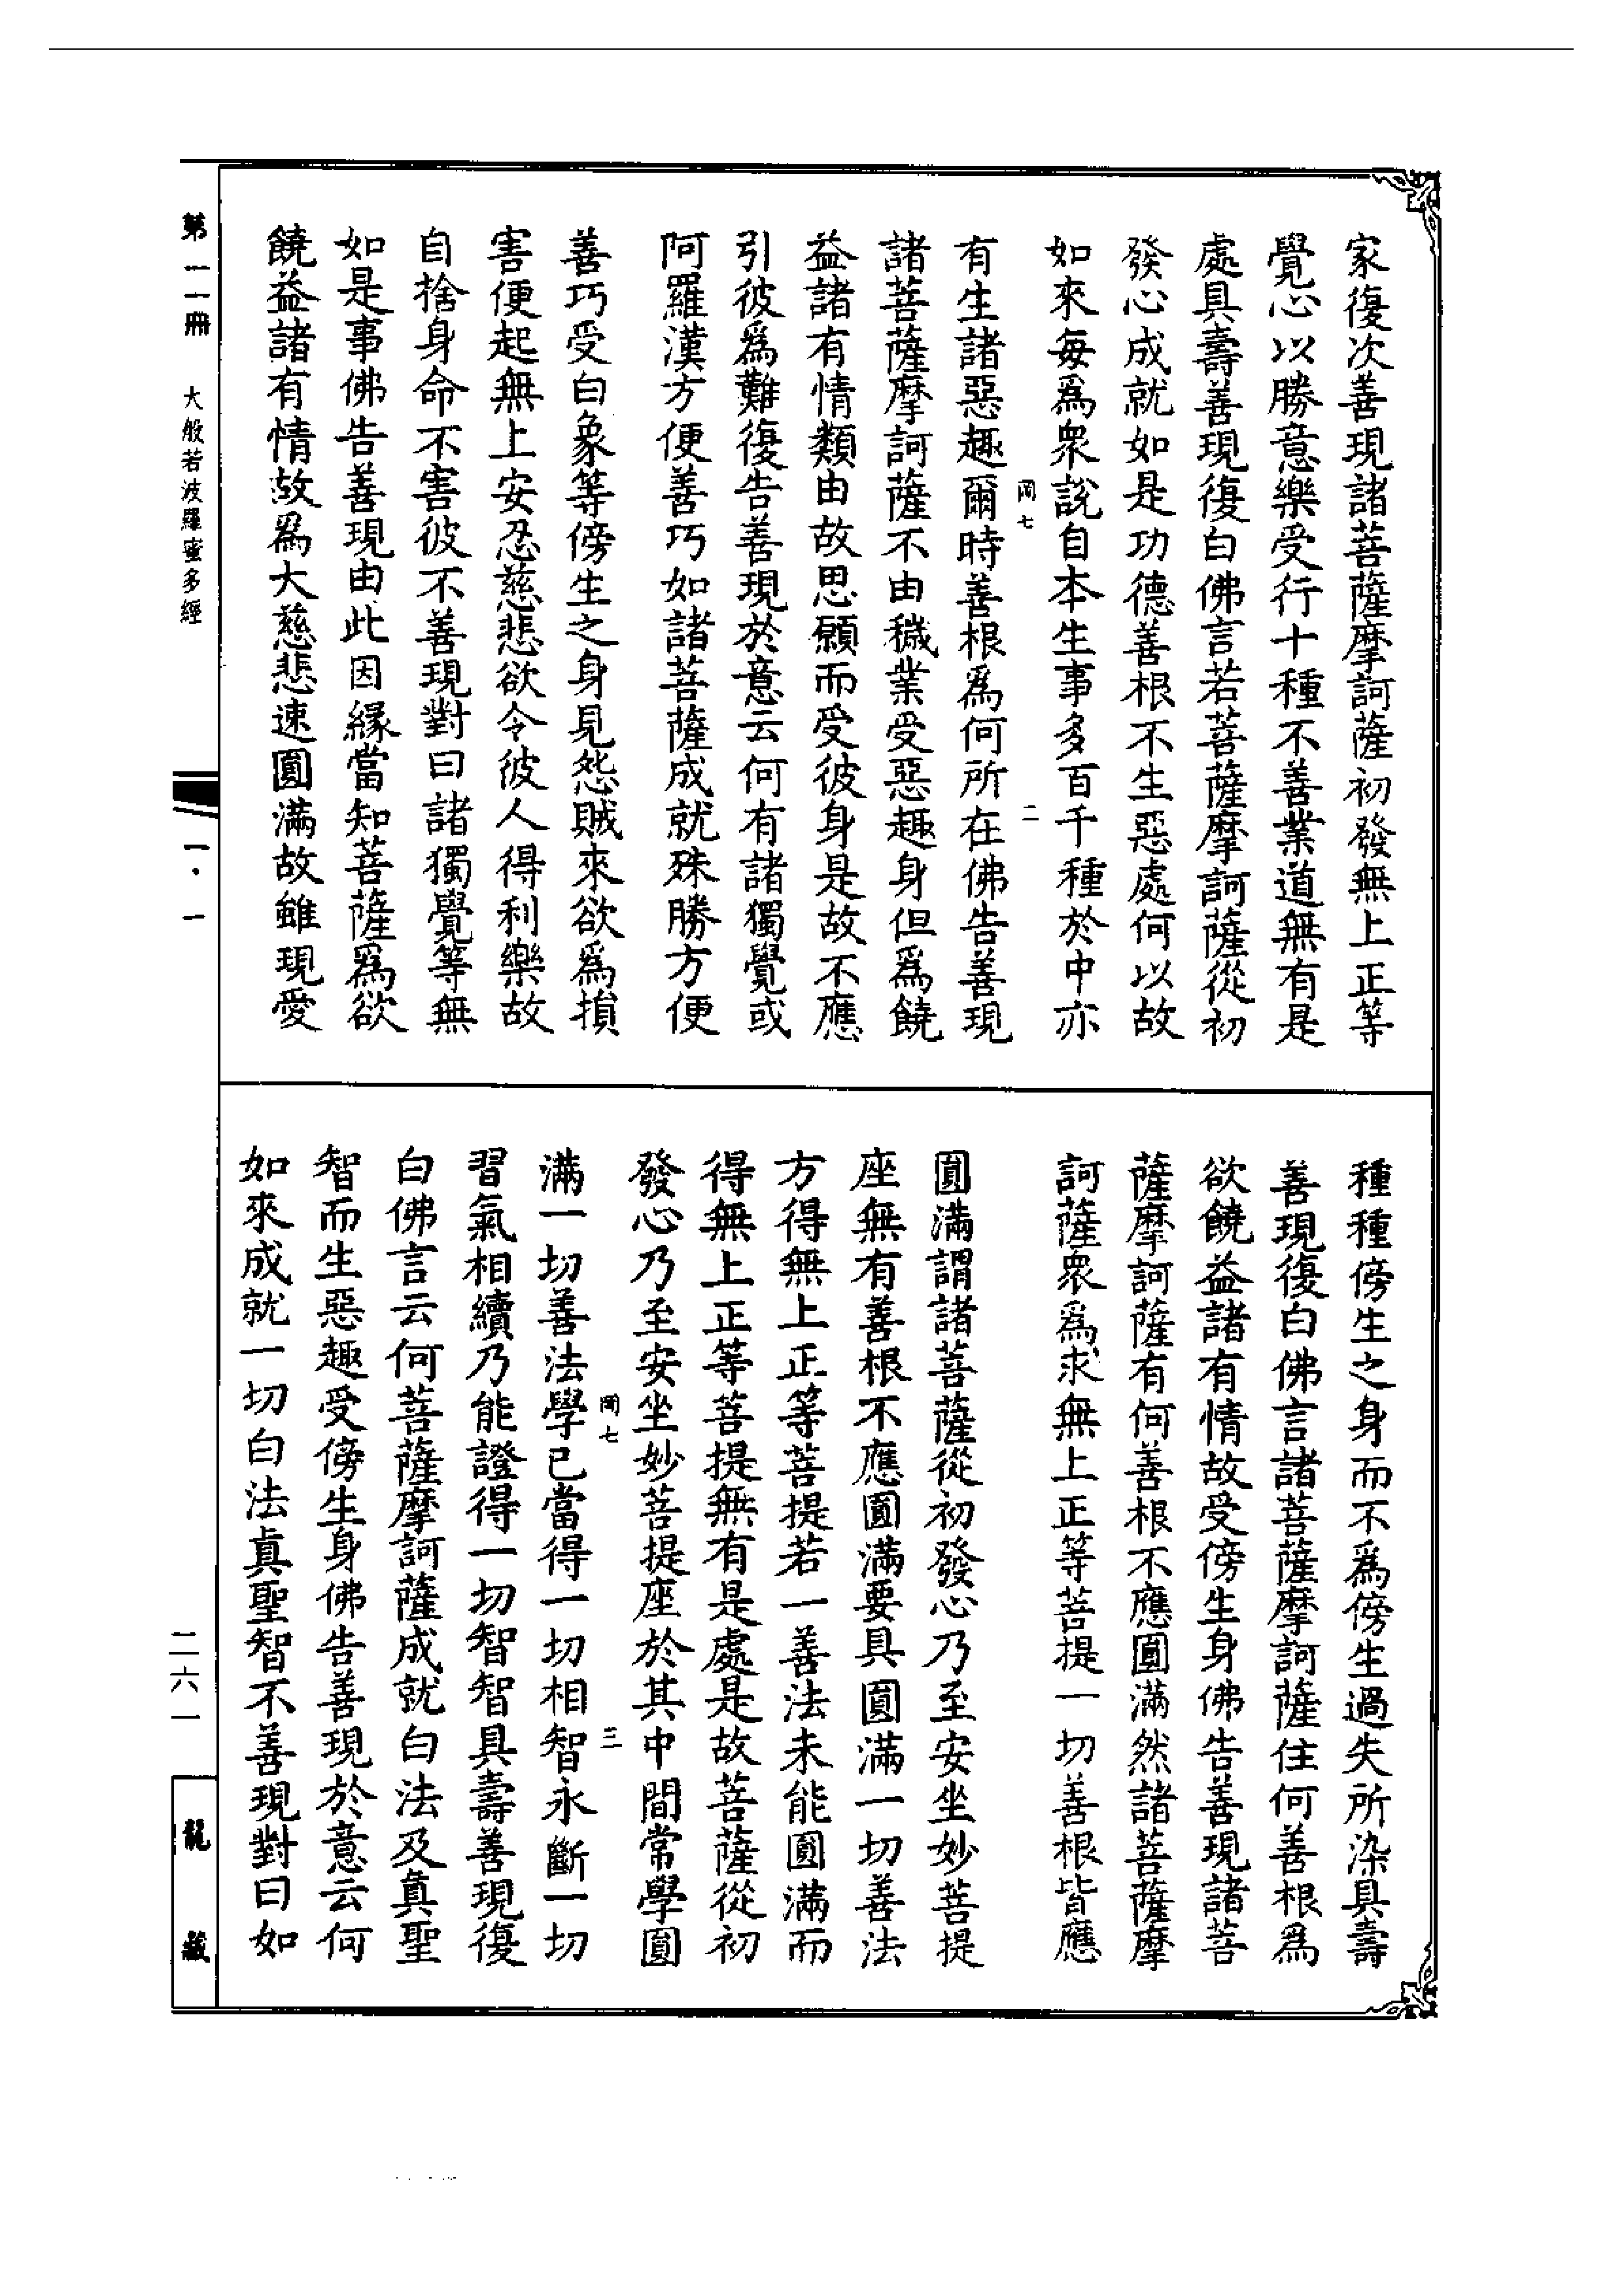 家復次善現諸菩薩摩訶薩初發無上正等
覺心以勝意樂受行十種不善業道無有是
處具壽善現復白佛言若菩薩摩訶薩從初
發心成就如是功德善根不生惡處何以故
如來每爲衆說自本生事多百千種於中亦
二
有生諸惡趣爾時善根爲何所在佛告善現
諸菩薩摩訶薩不由穢業受惡趣身但爲饒
益諸有情類由故思願而受彼身是故不應
引彼爲難復告善現於意云何有諸獨覺或
阿羅漢方便善巧如諸菩薩成就殊勝方便
善巧受白象等傍生之身見怨賊來欲爲損
害便起無上安忍慈悲欲令彼人得利樂故
自捨身命不害彼不善現對曰諸獨覺等無
如是事佛告善現由此因緣當知菩薩爲欲
饒益諸有情故爲大慈悲速圓滿故雖現愛
種種傍生之身而不爲傍生過失所染具壽
善現復白佛言諸菩薩摩訶薩住何善根爲
欲饒益諸有情故受傍生身佛告善現諸菩
薩摩訶薩有何善根不應圓滿然諸菩薩摩
訶薩衆爲求無上正等菩提一切善根皆應
圓滿謂諸菩薩從初發心乃至安坐妙菩提
座無有善根不應圓滿要具圓滿一切善法
方得無上正等菩提若一善法未能圓滿而
得無上正等菩提無有是處是故菩薩從初
發心乃至安坐妙菩提座於其中間常學圓
三
滿一切善法學已當得一切相智永斷一切
習氣相續乃能證得一切智智具壽善現復
白佛言云何菩薩摩訶薩成就白法及真聖
智而生惡趣受傍生身佛告善現於意云何
如來成就一切白法真聖智不善現對曰如
第一一冊 大般若波羅蜜多經
一·一
二六一
龍藏